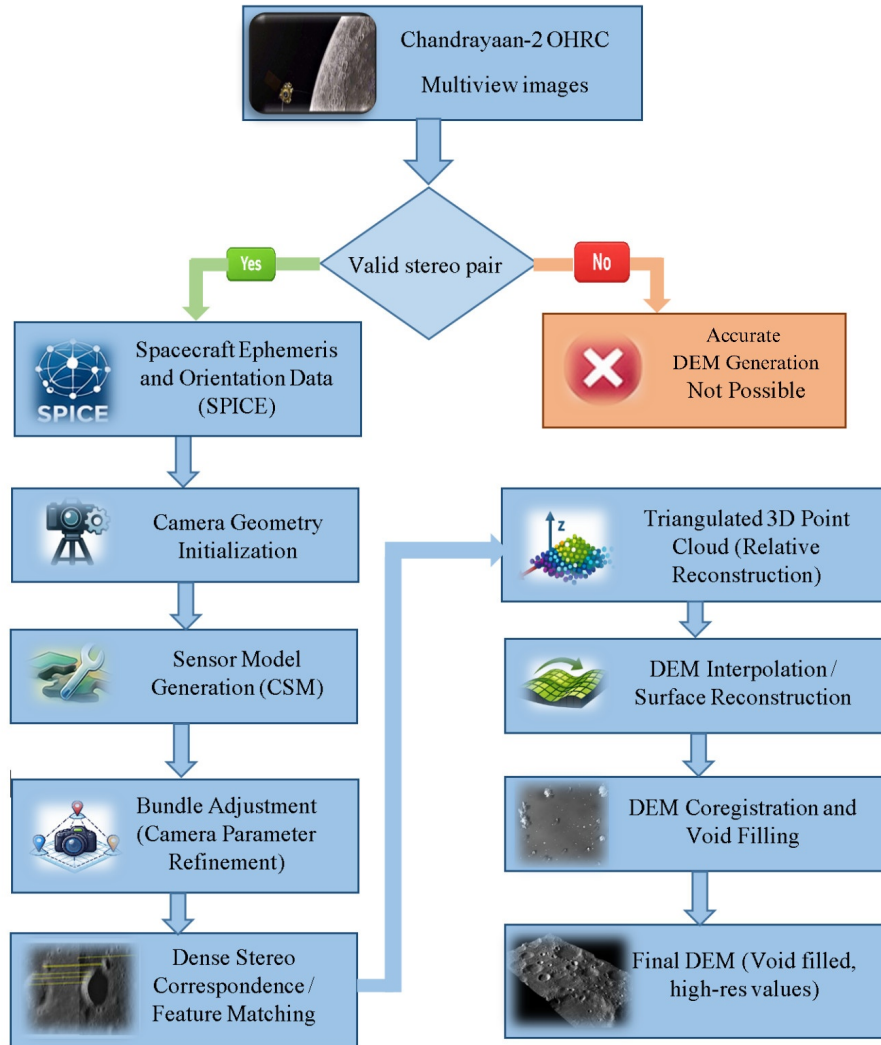 Chandrayaan-2 OHRC
Multiview images
Valid stereo pair
Yes
No
Spacecraft Ephemeris
and Orientation Data
(SPICE)
SPICE
Accurate
DEM Generation
Not Possible
Camera Geometry
Initialization
Sensor Model
Generation (CSM)
Bundle Adjustment
(Camera Parameter
Refinement)
Dense Stereo
Correspondence /
Feature Matching
z
Triangulated 3D Point
Cloud (Relative
Reconstruction)
DEM Interpolation /
Surface Reconstruction
DEM Coregistration and
Void Filling
Final DEM (Void filled,
high-res values)